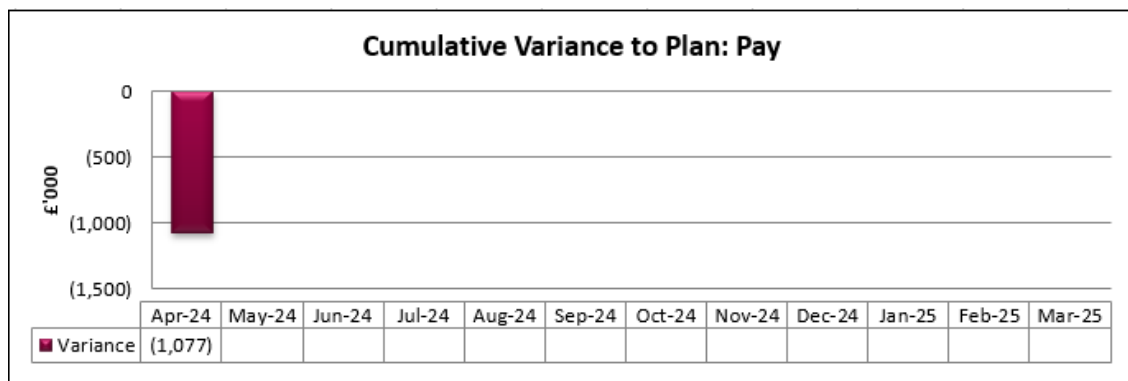 Cumulative Variance to Plan: Pay
0
(500)
£'000
(1,000)
(1,500)
Apr-24 May-24 Jun-24 Jul-24 Aug-24 Sep-24 Oct-24 Nov-24 Dec-24 Jan-25 Feb-25 Mar-25
Variance (1,077)